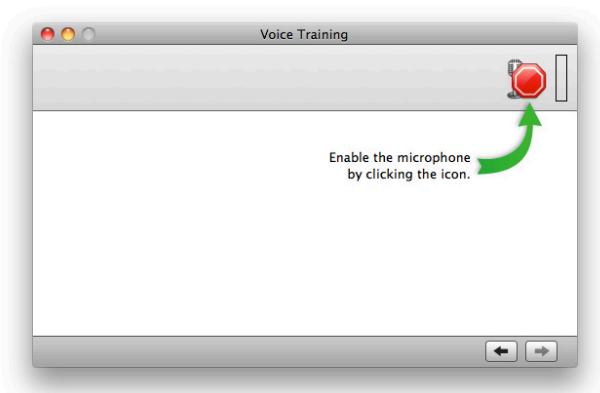 Voice Training
Enable the microphone
by clicking the icon.